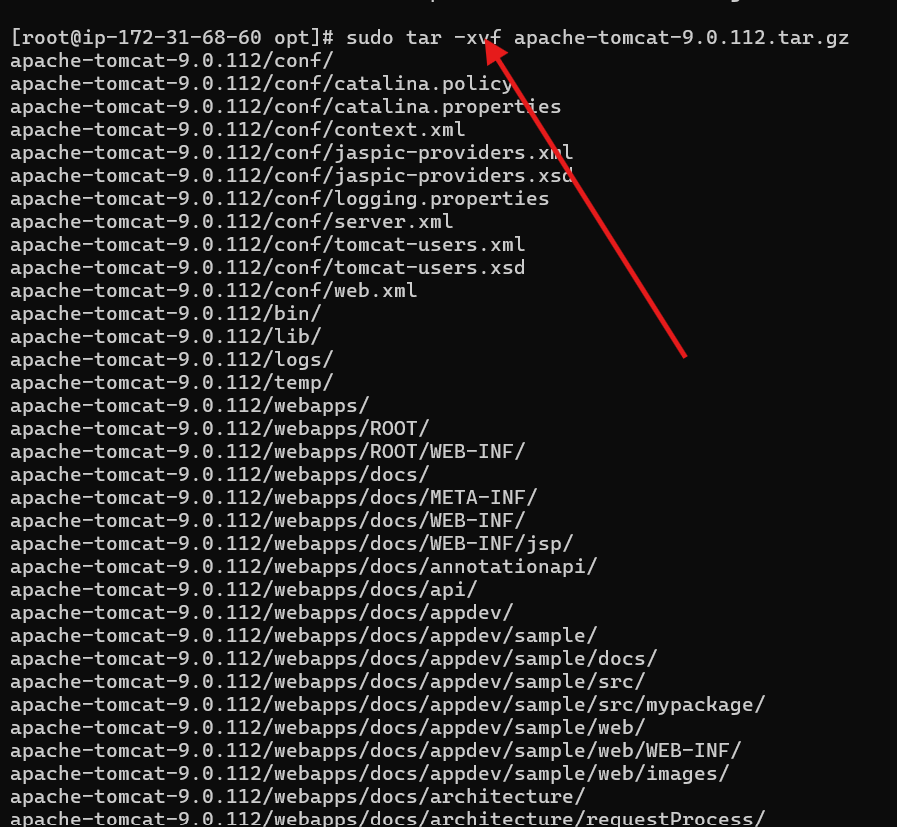 [root@ip-172-31-68-60 opt]# sudo tar -xvf apache-tomcat-9.0.112.tar.gz
apache-tomcat-9.0.112/conf/
apache-tomcat-9.0.112/conf/catalina.policy
apache-tomcat-9.0.112/conf/catalina.properties
apache-tomcat-9.0.112/conf/context.xml
apache-tomcat-9.0.112/conf/jaspic-providers.xml
apache-tomcat-9.0.112/conf/jaspic-providers.xsd
apache-tomcat-9.0.112/conf/logging.properties
apache-tomcat-9.0.112/conf/server.xml
apache-tomcat-9.0.112/conf/tomcat-users.xml
apache-tomcat-9.0.112/conf/tomcat-users.xsd
apache-tomcat-9.0.112/conf/web.xml
apache-tomcat-9.0.112/bin/
apache-tomcat-9.0.112/lib/
apache-tomcat-9.0.112/logs/
apache-tomcat-9.0.112/temp/
apache-tomcat-9.0.112/webapps/
apache-tomcat-9.0.112/webapps/ROOT/
apache-tomcat-9.0.112/webapps/ROOT/WEB-INF/
apache-tomcat-9.0.112/webapps/docs/
apache-tomcat-9.0.112/webapps/docs/META-INF/
apache-tomcat-9.0.112/webapps/docs/WEB-INF/
apache-tomcat-9.0.112/webapps/docs/WEB-INF/jsp/
apache-tomcat-9.0.112/webapps/docs/annotationapi/
apache-tomcat-9.0.112/webapps/docs/api/
apache-tomcat-9.0.112/webapps/docs/appdev/
apache-tomcat-9.0.112/webapps/docs/appdev/sample/
apache-tomcat-9.0.112/webapps/docs/appdev/sample/docs/
apache-tomcat-9.0.112/webapps/docs/appdev/sample/src/
apache-tomcat-9.0.112/webapps/docs/appdev/sample/src/mypackage/
apache-tomcat-9.0.112/webapps/docs/appdev/sample/web/
apache-tomcat-9.0.112/webapps/docs/appdev/sample/web/WEB-INF/
apache-tomcat-9.0.112/webapps/docs/appdev/sample/web/images/
apache-tomcat-9.0.112/webapps/docs/architecture/
apache-tomcat-9.0.112/webapps/docs/architecture/requestProcess/